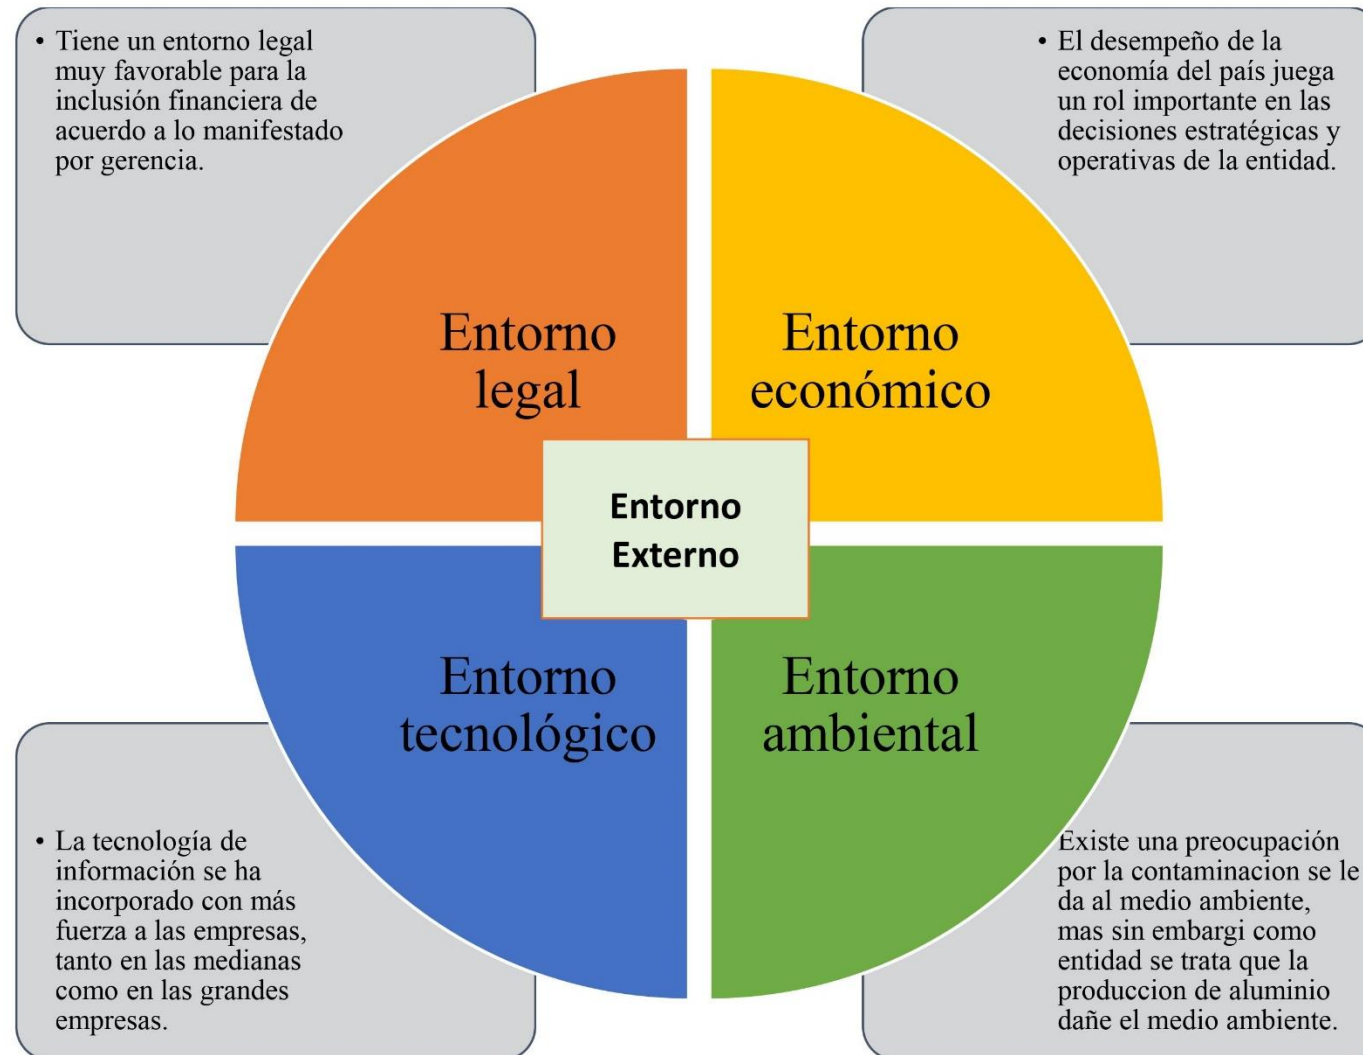 • Tiene un entorno legal
muy favorable para la
inclusión financiera de
acuerdo a lo manifestado
por gerencia.
• El desempeño de la
economía del país juega
un rol importante en las
decisiones estratégicas y
operativas de la entidad.
Entorno
legal
Entorno
económico
Entorno
Externo
Entorno
tecnológico
Entorno
ambiental
• La tecnología de
información se ha
incorporado con más
fuerza a las empresas,
tanto en las medianas
como en las grandes
empresas.
Existe una preocupación
por la contaminacion se le
da al medio ambiente,
mas sin embargi como
entidad se trata que la
produccion de aluminio
dañe el medio ambiente.